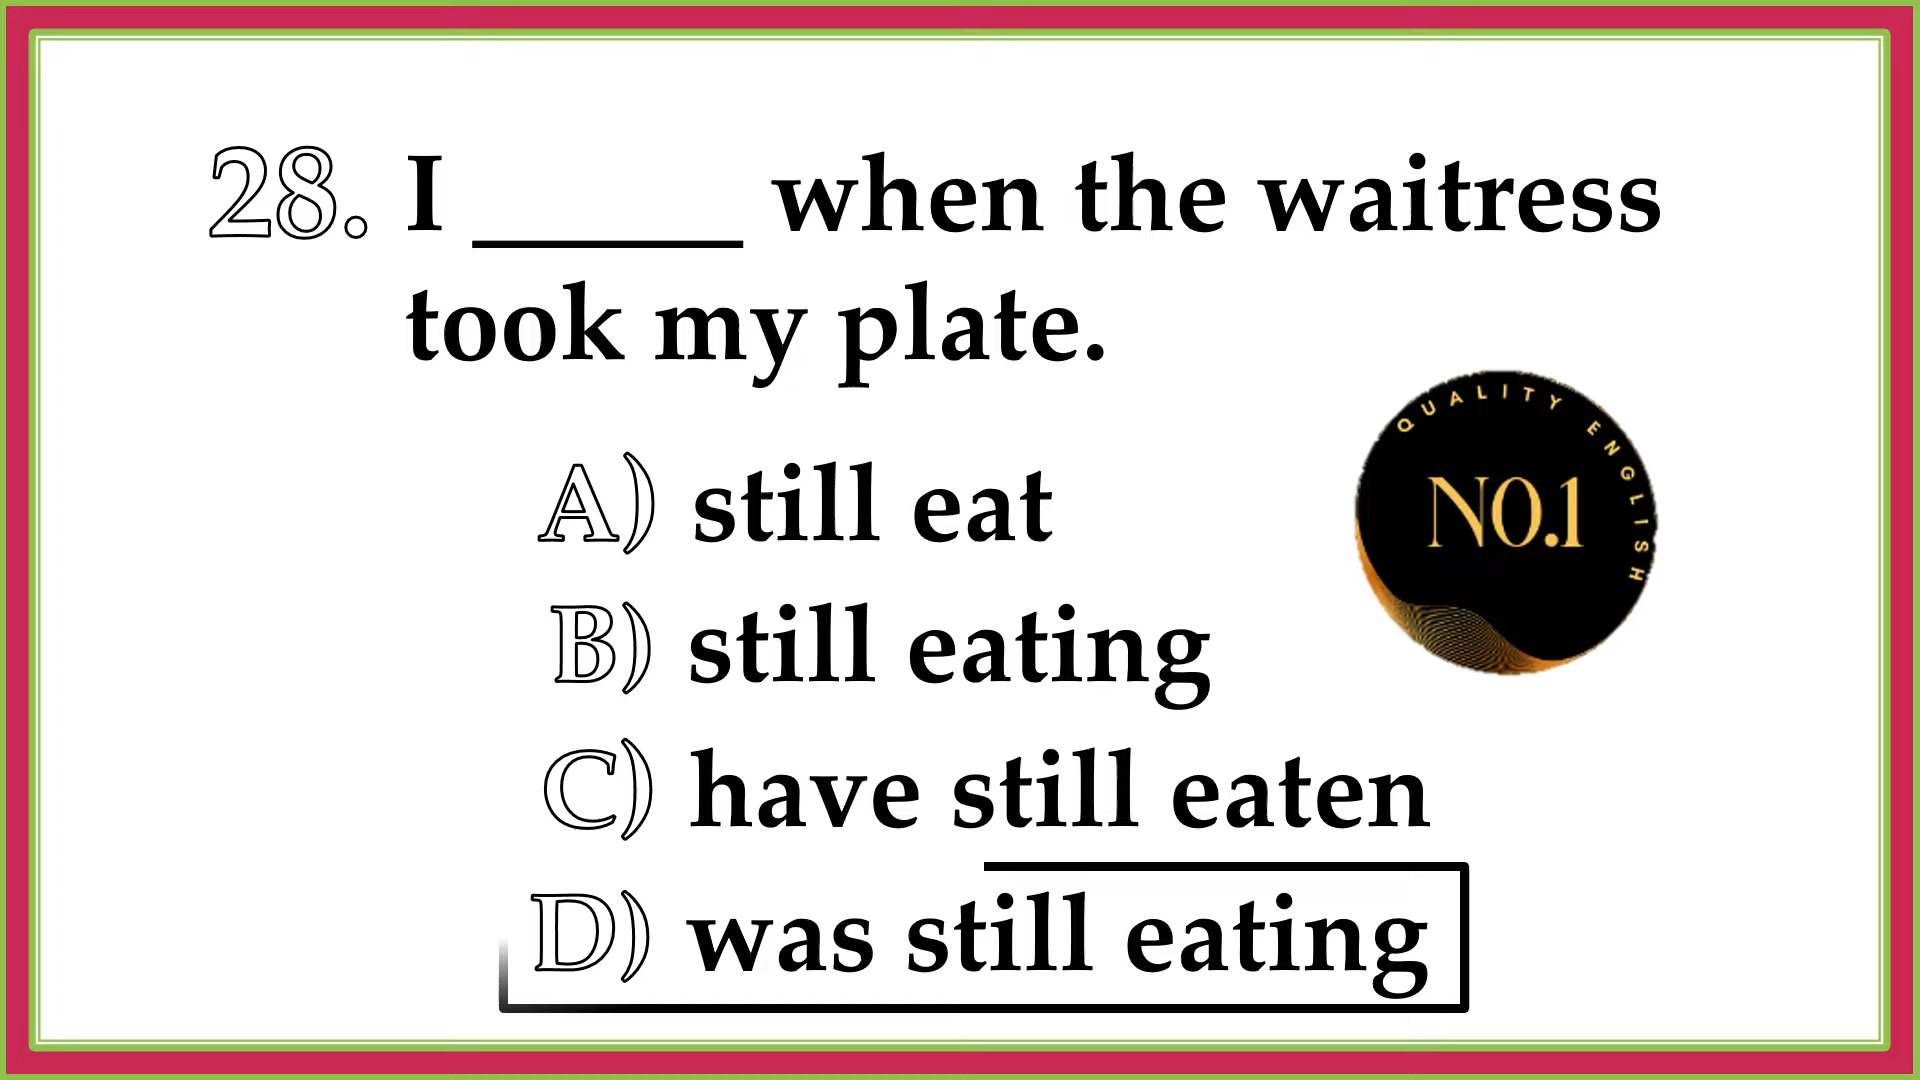 28. I _____ when the waitress
took my plate.
A) still eat
B) still eating
C) have still eaten
D) was still eating
QUALITY ENGLISH
NO.1